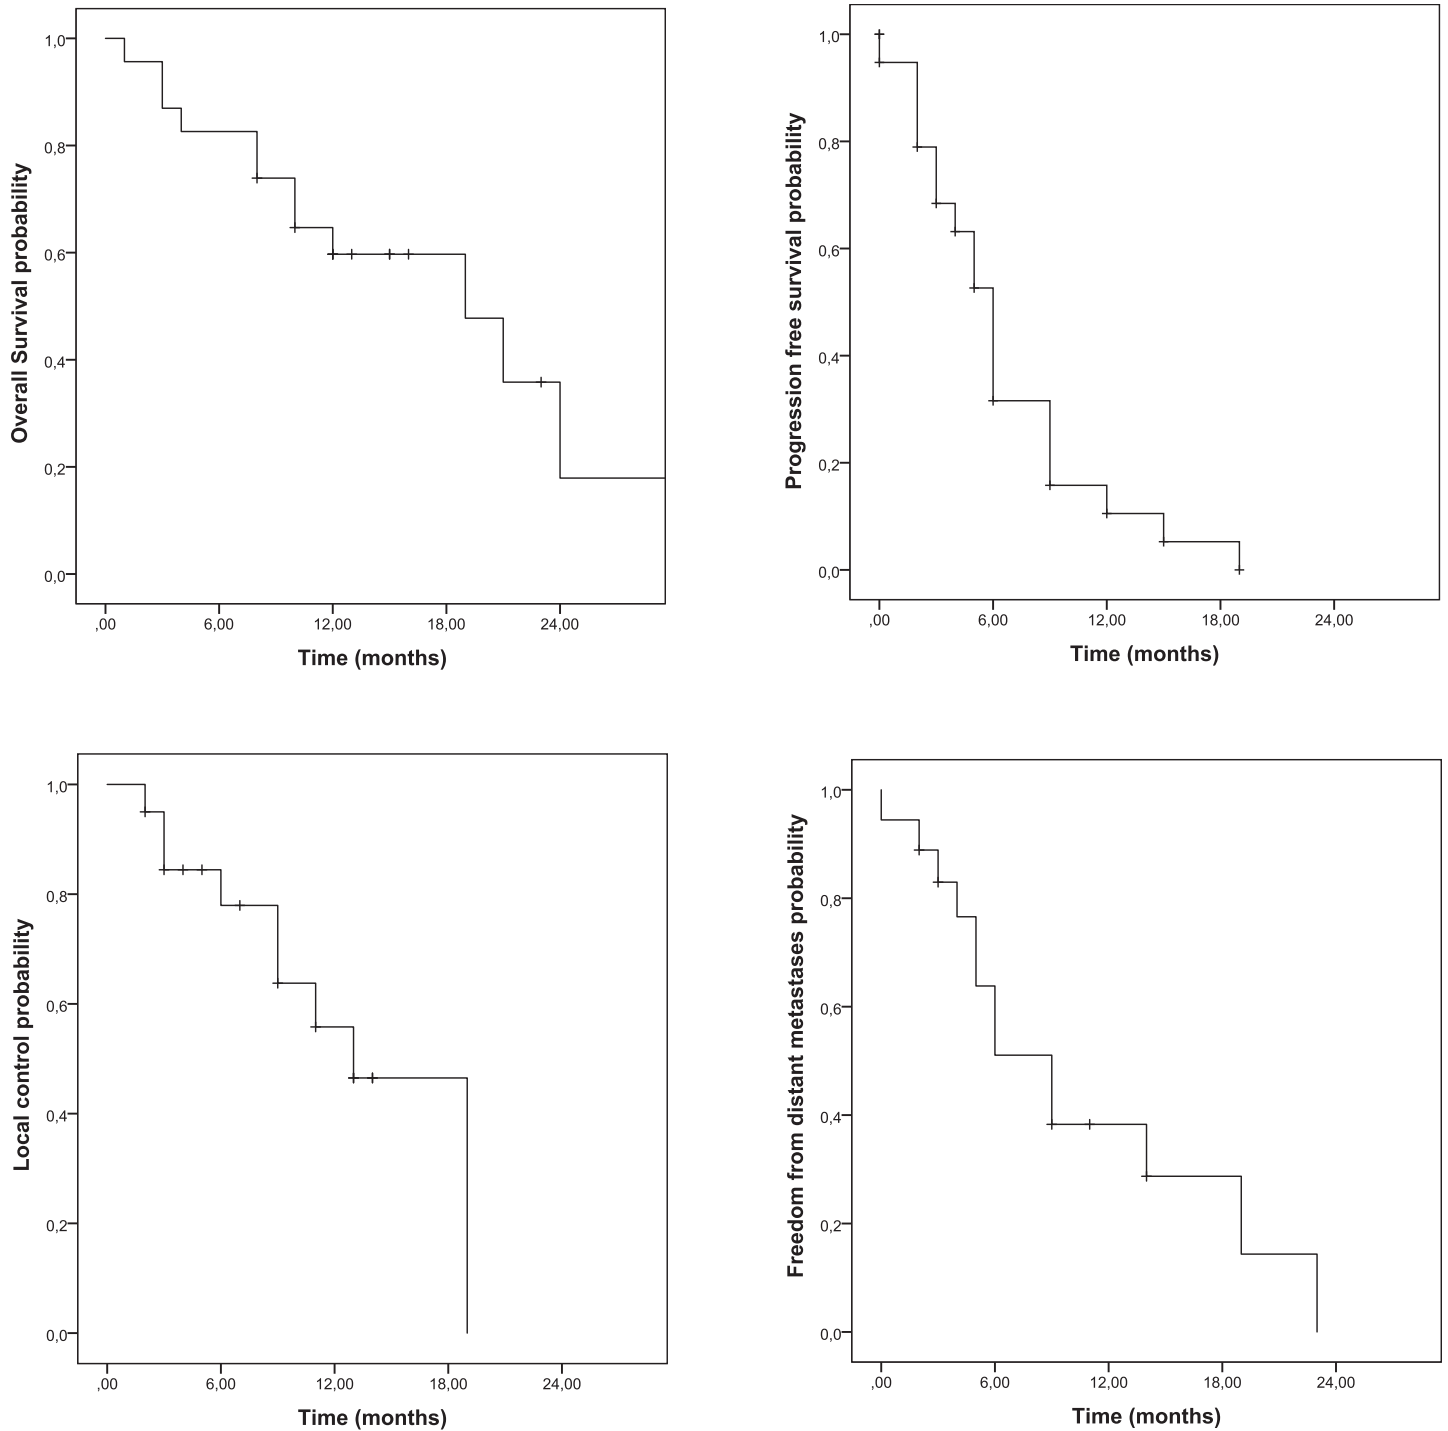 Overall Survival probability
1,0
0,8
0,6
0,4
0,2
0,0
,00 6,00 12,00 18,00 24,00
Time (months)
Progression free survival probability
1,0
0,8
0,6
0,4
0,2
0,0
,00 6,00 12,00 18,00 24,00
Time (months)
Local control probability
1,0
0,8
0,6
0,4
0,2
0,0
,00 6,00 12,00 18,00 24,00
Time (months)
Freedom from distant metastases probability
1,0
0,8
0,6
0,4
0,2
0,0
,00 6,00 12,00 18,00 24,00
Time (months)